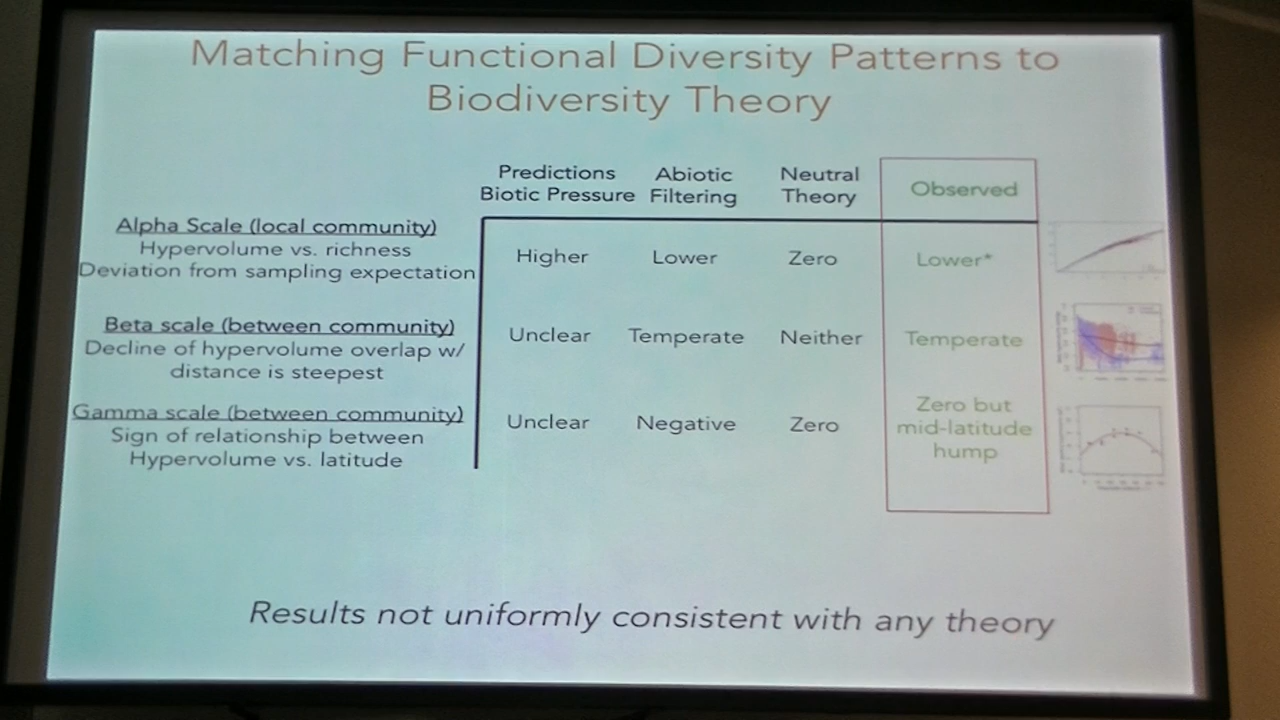 Matching Functional Diversity Patterns to
Biodiversity Theory
Predictions
Biotic Pressure
Abiotic
Filtering
Neutral
Theory
Observed
Alpha Scale (local community)
Hypervolume vs. richness
Deviation from sampling expectation
Higher
Lower
Zero
Lower*
Beta scale (between community)
Decline of hypervolume overlap w/
distance is steepest
Unclear
Temperate
Neither
Temperate
Gamma scale (between community)
Sign of relationship between
Hypervolume vs. latitude
Unclear
Negative
Zero
Zero but
mid-latitude
hump
Results not uniformly consistent with any theory